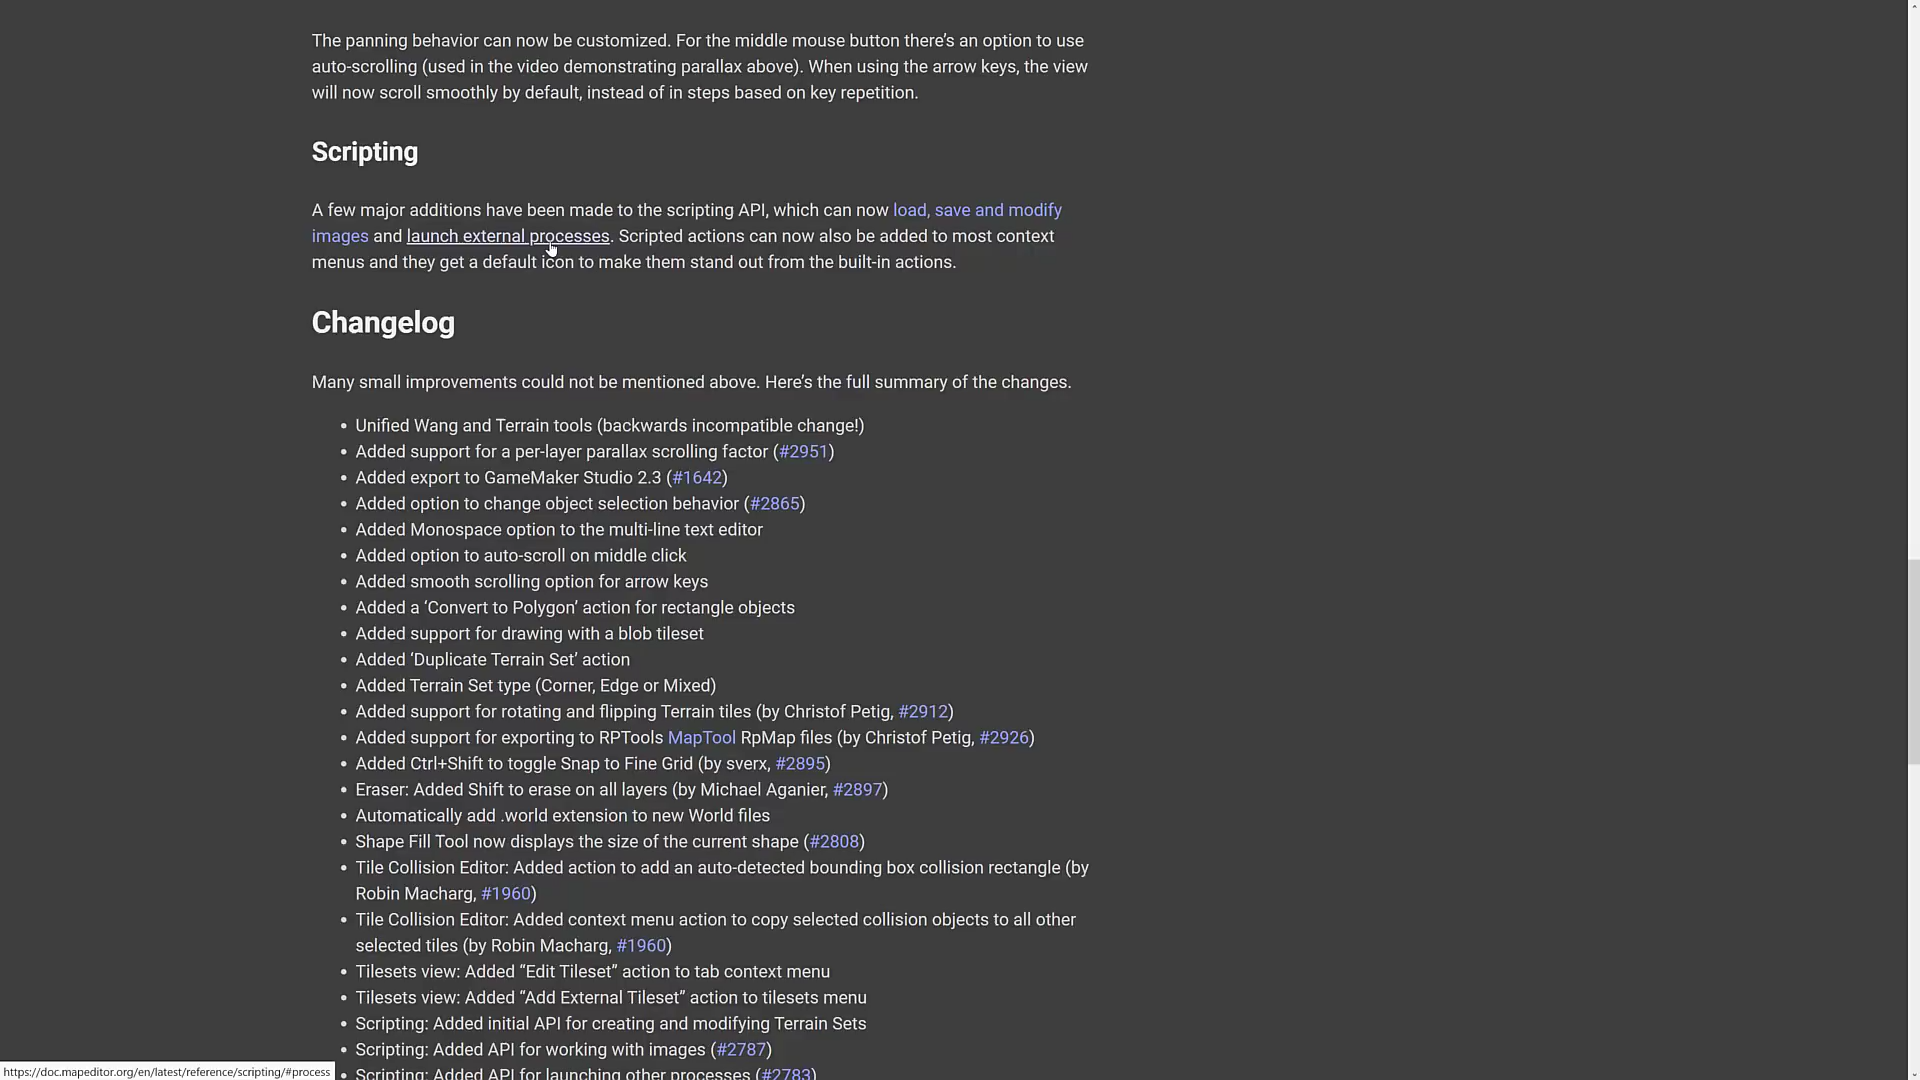 The panning behavior can now be customized. For the middle mouse button there’s an option to use
auto-scrolling (used in the video demonstrating parallax above). When using the arrow keys, the view
will now scroll smoothly by default, instead of in steps based on key repetition.
Scripting
A few major additions have been made to the scripting API, which can now load, save and modify
images and launch external processes. Scripted actions can now also be added to most context
menus and they get a default icon to make them stand out from the built-in actions.
Changelog
Many small improvements could not be mentioned above. Here’s the full summary of the changes.
• Unified Wang and Terrain tools (backwards incompatible change!)
• Added support for a per-layer parallax scrolling factor (#2951)
• Added export to GameMaker Studio 2.3 (#1642)
• Added option to change object selection behavior (#2865)
• Added Monospace option to the multi-line text editor
• Added option to auto-scroll on middle click
• Added smooth scrolling option for arrow keys
• Added a ‘Convert to Polygon’ action for rectangle objects
• Added support for drawing with a blob tileset
• Added ‘Duplicate Terrain Set’ action
• Added Terrain Set type (Corner, Edge or Mixed)
• Added support for rotating and flipping Terrain tiles (by Christof Petig, #2912)
• Added support for exporting to RPTools MapTool RpMap files (by Christof Petig, #2926)
• Added Ctrl+Shift to toggle Snap to Fine Grid (by sverx, #2895)
• Eraser: Added Shift to erase on all layers (by Michael Aganier, #2897)
• Automatically add .world extension to new World files
• Shape Fill Tool now displays the size of the current shape (#2808)
• Tile Collision Editor: Added action to add an auto-detected bounding box collision rectangle (by
Robin Macharg, #1960)
• Tile Collision Editor: Added context menu action to copy selected collision objects to all other
selected tiles (by Robin Macharg, #1960)
• Tilesets view: Added “Edit Tileset” action to tab context menu
• Tilesets view: Added “Add External Tileset” action to tilesets menu
• Scripting: Added initial API for creating and modifying Terrain Sets
• Scripting: Added API for working with images (#2787)
• Scripting: Added API for launching other processes (#2783)
https://doc.mapeditor.org/en/latest/reference/scripting/#process